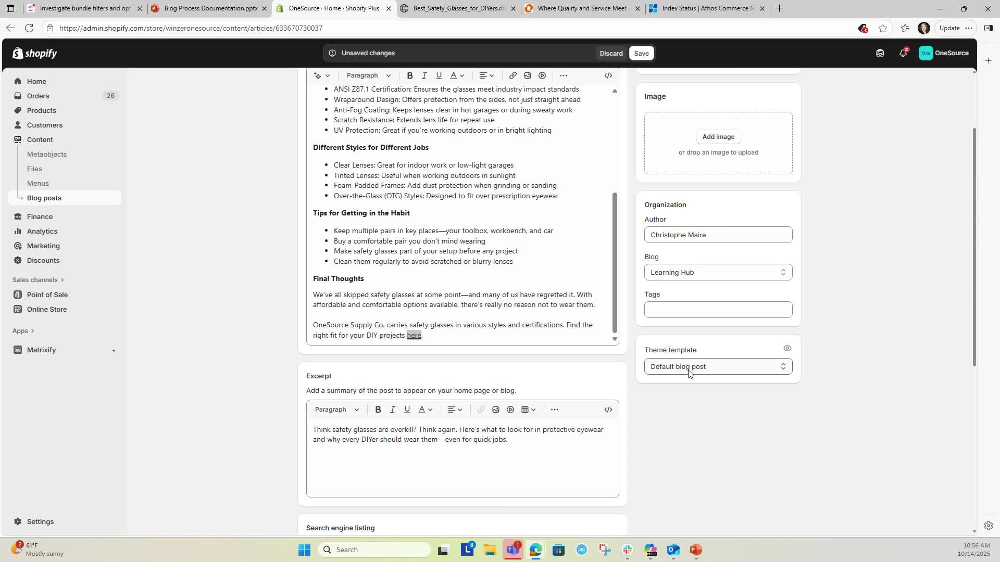 Investigate bundle filters and opt
Blog Process Documentation.pptx
OneSource · Home · Shopify Plus
Best_Safety_Glasses_for_DIYers.do
Where Quality and Service Meet
Index Status | Athos Commerce M
https://admin.shopify.com/store/winzeronesource/content/articles/633670730037
3
Update
shopify
Unsaved changes
Discard
Save
2
One
OneSource
Home
Orders
26
Products
Customers
Content
Metaobjects
Files
Menus
Blog posts
Finance
Analytics
Marketing
Discounts
Sales channels
Point of Sale
Online Store
Apps
Matrixify
Settings
Paragraph
B I U A
ANSI Z87.1 Certification: Ensures the glasses meet industry impact standards
Wraparound Design: Offers protection from the sides, not just straight ahead
Anti-Fog Coating: Keeps lenses clear in hot garages or during sweaty work
Scratch Resistance: Extends lens life for repeat use
UV Protection: Great if you’re working outdoors or in bright lighting
Different Styles for Different Jobs
Clear Lenses: Great for indoor work or low-light garages
Tinted Lenses: Useful when working outdoors in sunlight
Foam-Padded Frames: Add dust protection when grinding or sanding
Over-the-Glass (OTG) Styles: Designed to fit over prescription eyewear
Tips for Getting in the Habit
Keep multiple pairs in key places—your toolbox, workbench, and car
Buy a comfortable pair you don’t mind wearing
Make safety glasses part of your setup before any project
Clean them regularly to avoid scratched or blurry lenses
Final Thoughts
We’ve all skipped safety glasses at some point—and many of us have regretted it. With
affordable and comfortable options available, there’s really no reason not to wear them.
OneSource Supply Co. carries safety glasses in various styles and certifications. Find the
right fit for your DIY projects here.
Excerpt
Add a summary of the post to appear on your home page or blog.
Paragraph
B I U A
Think safety glasses are overkill? Think again. Here’s what to look for in protective eyewear
and why every DIYer should wear them—even for quick jobs.
Search engine listing
Image
Add image
or drop an image to upload
Organization
Author
Christophe Maire
Blog
Learning Hub
Tags
Theme template
Default blog post
2
61°F
Mostly sunny
Search
L
8
T
1
M365
10:56 AM
10/14/2025